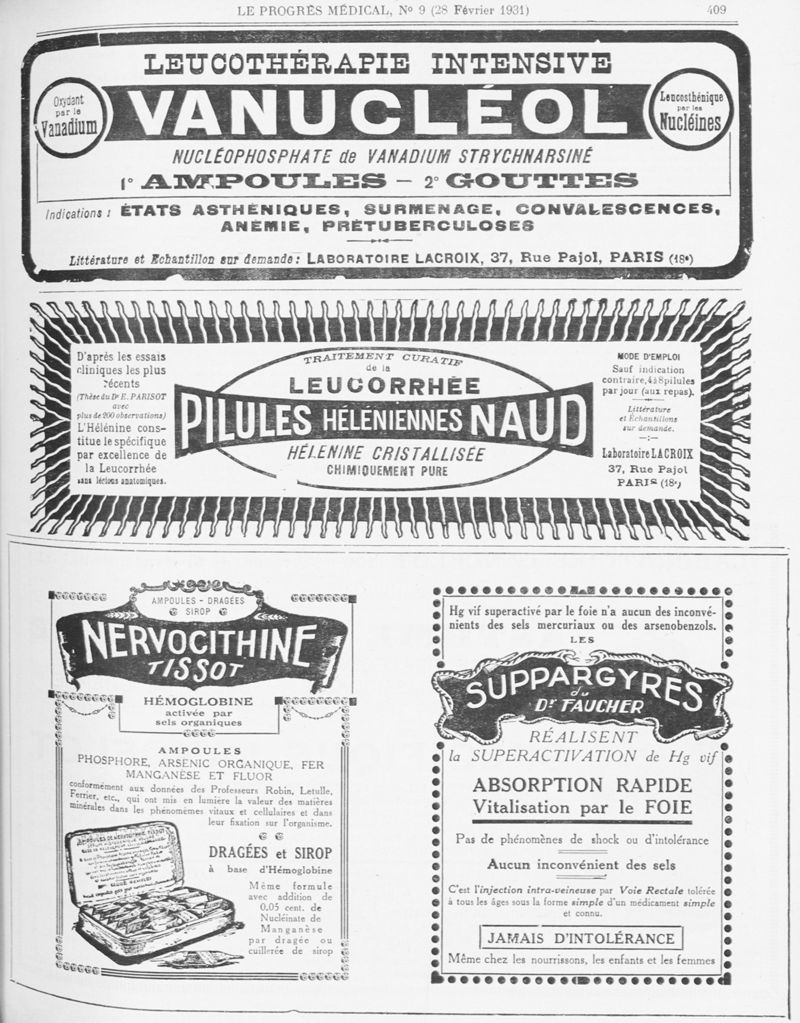 LE PROGRÈS MÉDICAL, No 9 (28 Février 1931)
409
LEUCOTHÉRAPIE INTENSIVE
Oxydant
par le
Vanadium
VANUCLÉOL
Leucosthénique
par les
Nucléines
NUCLÉOPHOSPHATE de VANADIUM STRYCHNARSINÉ
1° AMPOULES — 2° GOUTTES
Indications : ÉTATS ASTHÉNIQUES, SURMENAGE, CONVALESCENCES,
ANÉMIE, PRÉTUBERCULOSES
Littérature et Echantillon sur demande : LABORATOIRE LACROIX, 37, Rue Pajol, PARIS (18e)
D'après les essais
cliniques les plus
récents
(Thèse du Dr E. PARISOT
avec
plus de 200 observations)
L'Hélénine cons-
titue le spécifique
par excellence de
la Leucorrhée
sans lésions anatomiques.
TRAITEMENT CURATIF
de la
LEUCORRHÉE
PILULES HÉLÉNIENNES NAUD
HÉLENINE CRISTALLISÉE
CHIMIQUEMENT PURE
MODE D'EMPLOI
Sauf indication
contraire, 4 à 8 pilules
par jour (aux repas).
Littérature
et Échantillons
sur demande.
Laboratoire LACROIX
37, Rue Pajol
PARIS (18e)
AMPOULES - DRAGÉES
SIROP
NERVOCITHINE
TISSOT
HÉMOGLOBINE
activée par
sels organiques
AMPOULES
PHOSPHORE, ARSENIC ORGANIQUE, FER
MANGANÈSE ET FLUOR
conformément aux données des Professeurs Robin, Letulle,
Ferrier, etc., qui ont mis en lumière la valeur des matières
minérales dans les phénomèmes vitaux et cellulaires et dans
leur fixation sur l'organisme.
AMPOULES DE NERVOCITHINE TISSOT
DRAGÉES et SIROP
à base d'Hémoglobine
Même formule
avec addition de
0,05 cent. de
Nucléinate de
Manganèse
par dragée ou
cuillerée de sirop
Hg vif superactivé par le foie n'a aucun des inconvé-
nients des sels mercuriaux ou des arsenobenzols.
LES
SUPPARGYRES
du
Dr FAUCHER
RÉALISENT
la SUPERACTIVATION de Hg vif
ABSORPTION RAPIDE
Vitalisation par le FOIE
Pas de phénomènes de shock ou d'intolérance
Aucun inconvénient des sels
C'est l'injection intra-veineuse par Voie Rectale tolérée
à tous les âges sous la forme simple d'un médicament simple
et connu.
JAMAIS D'INTOLÉRANCE
Même chez les nourrissons, les enfants et les femmes